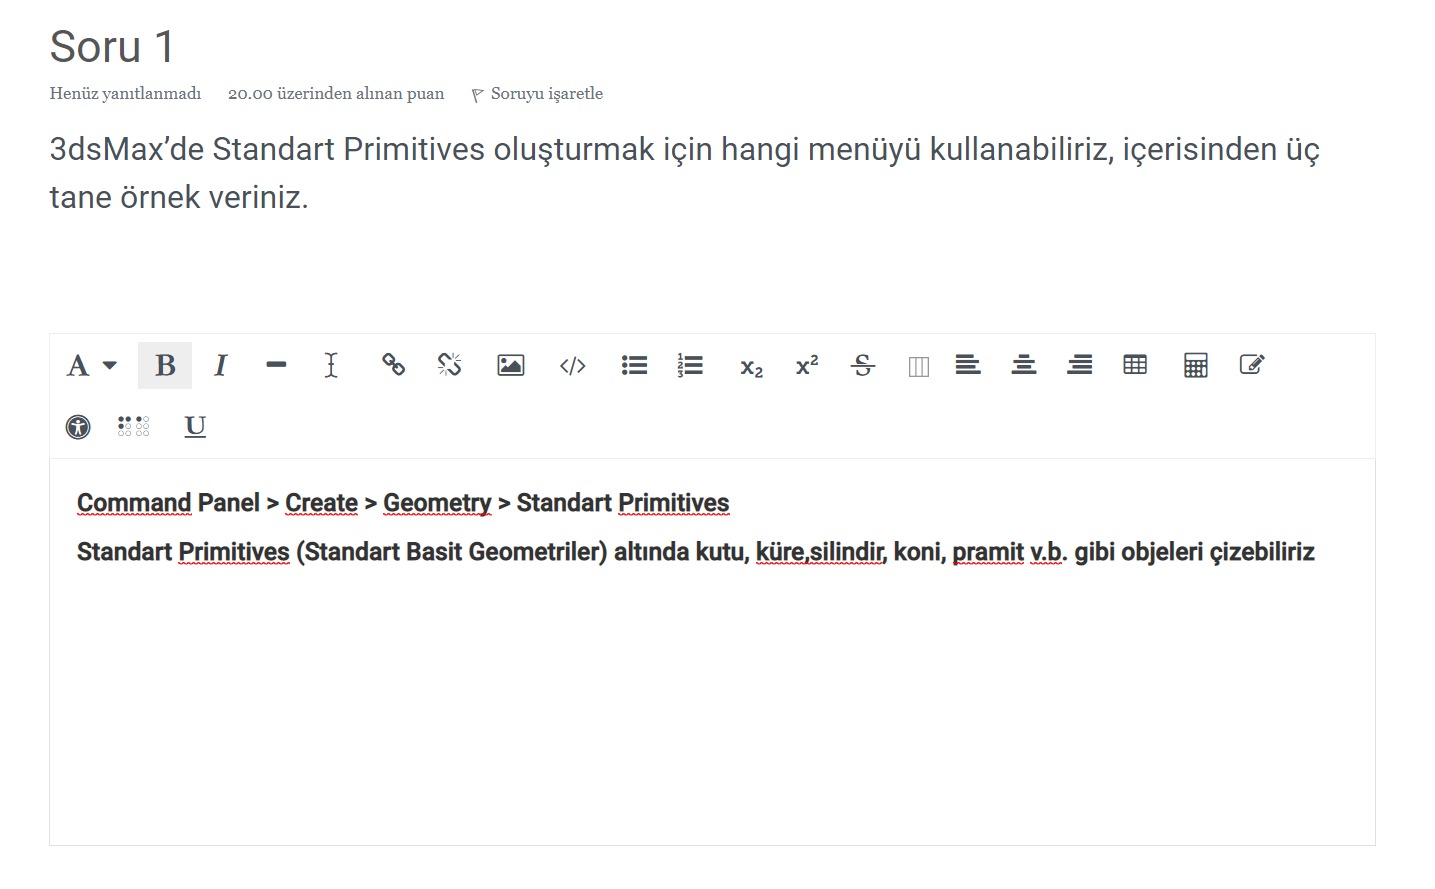 Soru 1
Henüz yanıtlanmadı 20.00 üzerinden alınan puan Soruyu işaretle
3dsMax’de Standart Primitives oluşturmak için hangi menüyü kullanabiliriz, içerisinden üç
tane örnek veriniz.
Command Panel > Create > Geometry > Standart Primitives
Standart Primitives (Standart Basit Geometriler) altında kutu, küre,silindir, koni, pramit v.b. gibi objeleri çizebiliriz